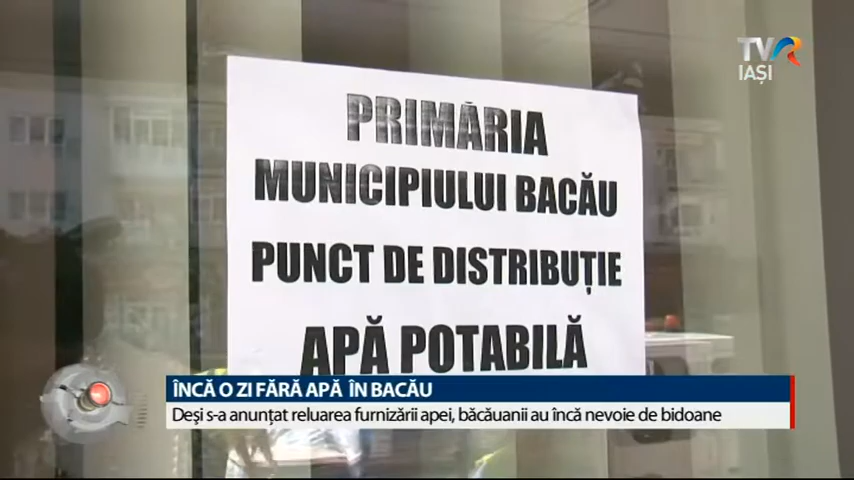 TVR
IAȘI
PRIMĂRIA
MUNICIPIULUI BACĂU
PUNCT DE DISTRIBUȚIE
APĂ POTABILĂ
ÎNCĂ O ZI FĂRĂ APĂ ÎN BACĂU
Deși s-a anunțat reluarea furnizării apei, băcăuanii au încă nevoie de bidoane